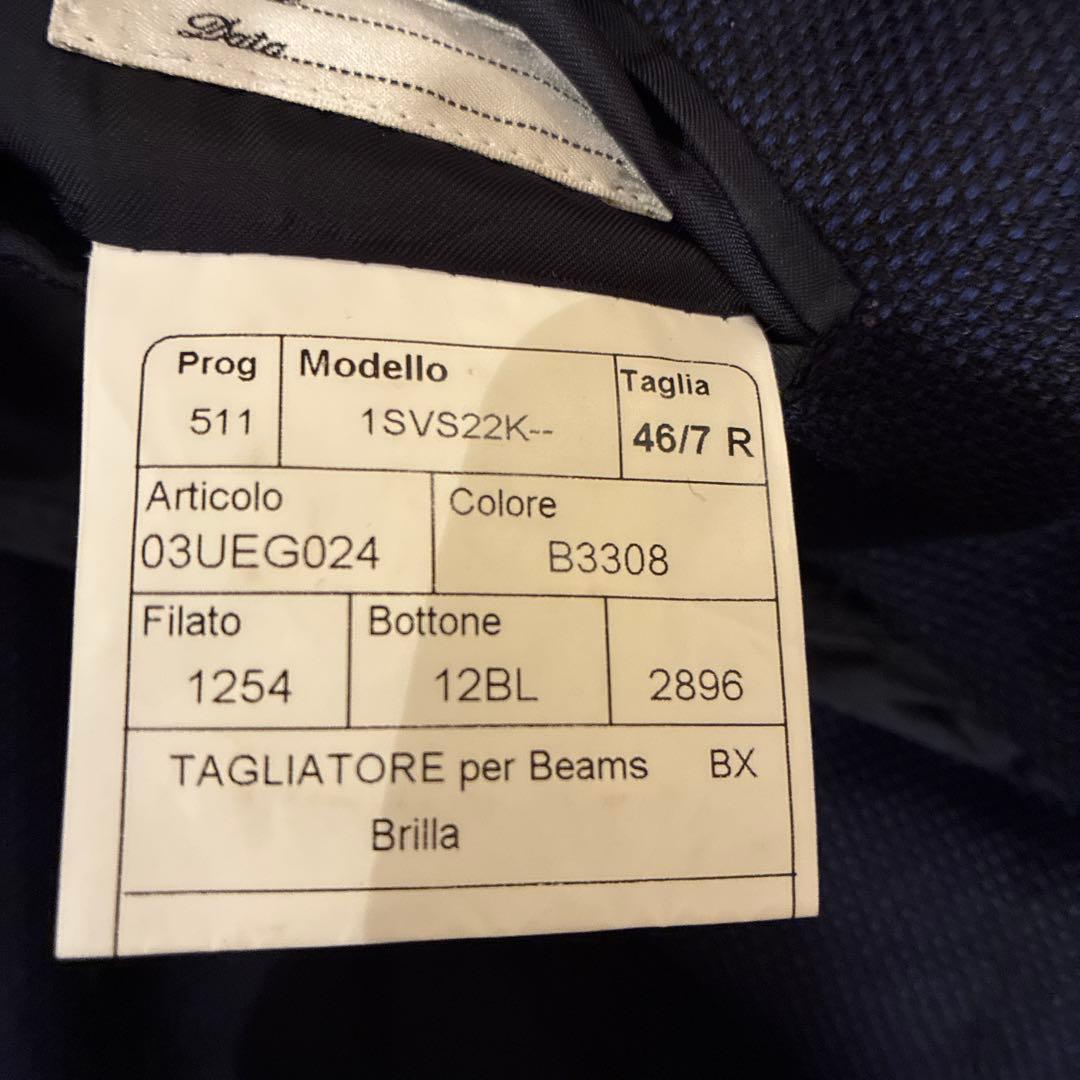 Data
Prog Modello Taglia
511 1SVS22K-- 46/7 R
Articolo Colore
03UEG024 B3308
Filato Bottone
1254 12BL 2896
TAGLIATORE per Beams BX
Brilla